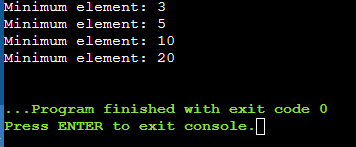 Minimum element: 3
Minimum element: 5
Minimum element: 10
Minimum element: 20
...Program finished with exit code 0
Press ENTER to exit console.